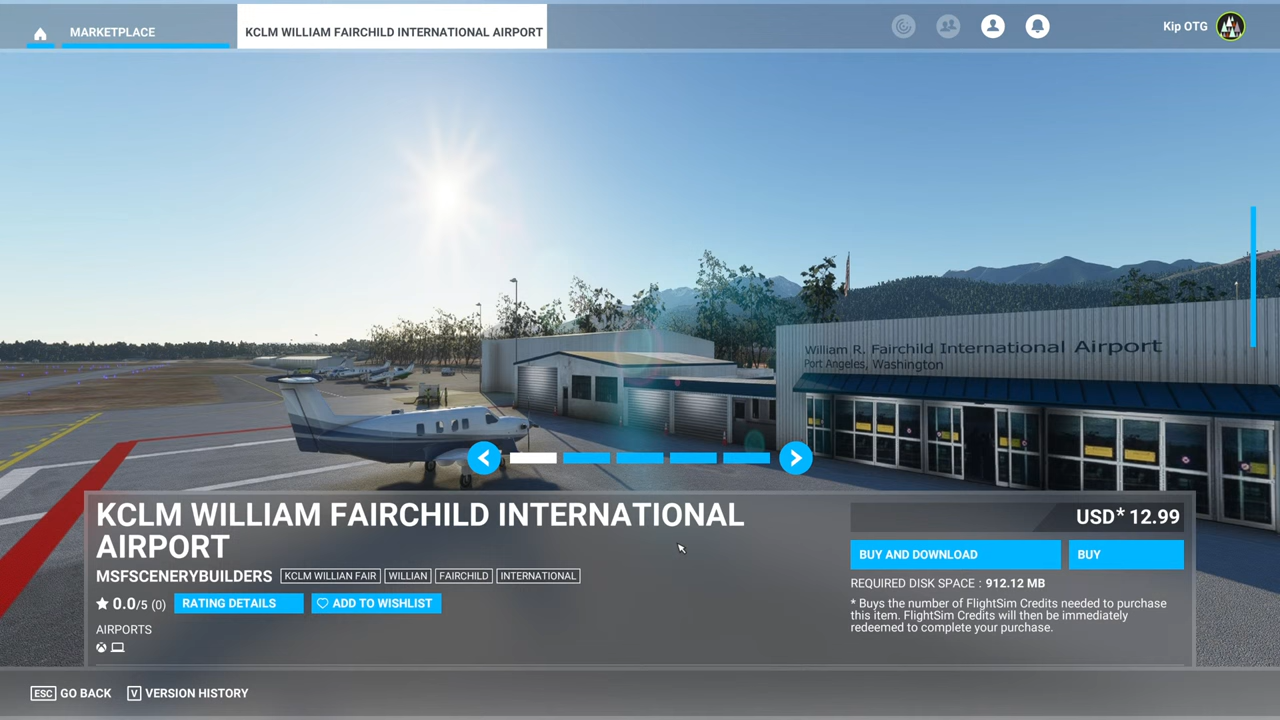 MARKETPLACE
KCLM WILLIAM FAIRCHILD INTERNATIONAL AIRPORT
Kip OTG
William R. Fairchild International Airport
Port Angeles, Washington
KCLM WILLIAM FAIRCHILD INTERNATIONAL
AIRPORT
MSFSCENERYBUILDERS KCLM WILLIAN FAIR WILLIAN FAIRCHILD INTERNATIONAL
0.0/5 (0) RATING DETAILS ADD TO WISHLIST
AIRPORTS
USD* 12.99
BUY AND DOWNLOAD BUY
REQUIRED DISK SPACE : 912.12 MB
* Buys the number of FlightSim Credits needed to purchase
this item. FlightSim Credits will then be immediately
redeemed to complete your purchase.
ESC GO BACK V VERSION HISTORY